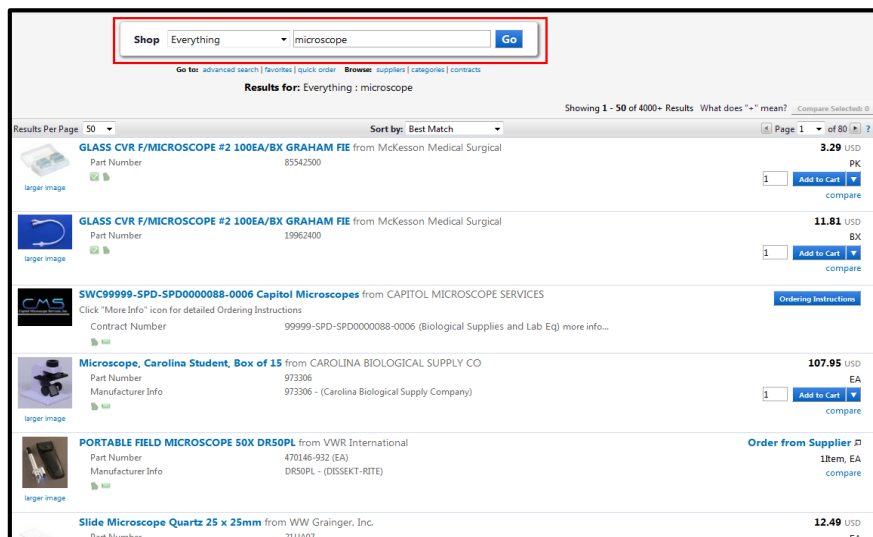 Shop Everything microscope Go
Go to: advanced search | favorites | quick order Browse: suppliers | categories | contracts
Results for: Everything : microscope
Showing 1 - 50 of 4000+ Results What does "+" mean? Compare Selected: 0
Results Per Page 50 Sort by: Best Match Page 1 of 80 ?
GLASS CVR F/MICROSCOPE #2 100EA/BX GRAHAM FIE from McKesson Medical Surgical 3.29 USD
Part Number 85542500 PK
1 Add to Cart
larger image compare
GLASS CVR F/MICROSCOPE #2 100EA/BX GRAHAM FIE from McKesson Medical Surgical 11.81 USD
Part Number 19962400 BX
1 Add to Cart
larger image compare
SWC99999-SPD-SPD0000088-0006 Capitol Microscopes from CAPITOL MICROSCOPE SERVICES
Ordering Instructions
CMS
Click "More Info" icon for detailed Ordering Instructions
Contract Number 99999-SPD-SPD0000088-0006 (Biological Supplies and Lab Eq) more info...
Microscope, Carolina Student, Box of 15 from CAROLINA BIOLOGICAL SUPPLY CO 107.95 USD
Part Number 973306 EA
Manufacturer Info 973306 - (Carolina Biological Supply Company) 1 Add to Cart
larger image compare
PORTABLE FIELD MICROSCOPE 50X DR50PL from VWR International Order from Supplier
Part Number 470146-932 (EA) 1Item, EA
Manufacturer Info DR50PL - (DISSEKT-RITE) compare
larger image
Slide Microscope Quartz 25 x 25mm from WW Grainger, Inc. 12.49 USD
Part Number